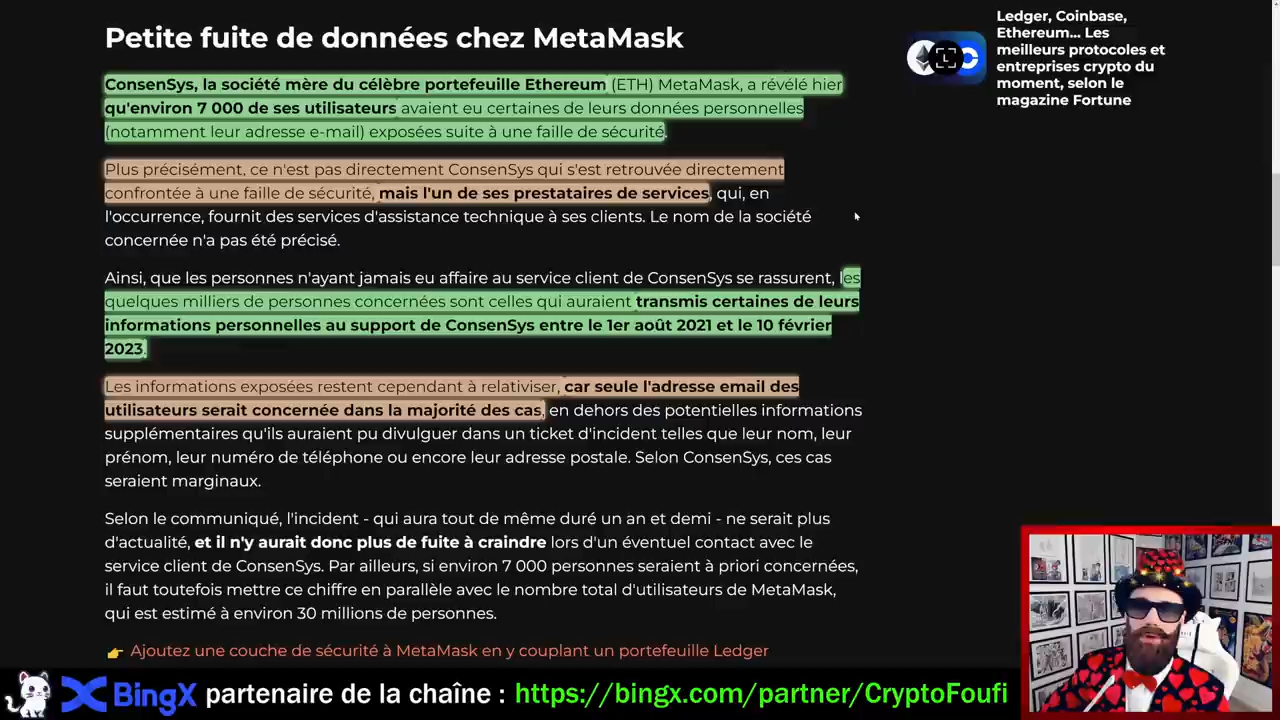 Petite fuite de données chez MetaMask
ConsenSys, la société mère du célèbre portefeuille Ethereum (ETH) MetaMask, a révélé hier
qu'environ 7 000 de ses utilisateurs avaient eu certaines de leurs données personnelles
(notamment leur adresse e-mail) exposées suite à une faille de sécurité.
Plus précisément, ce n'est pas directement ConsenSys qui s'est retrouvée directement
confrontée à une faille de sécurité, mais l'un de ses prestataires de services, qui, en
l'occurrence, fournit des services d'assistance technique à ses clients. Le nom de la société
concernée n'a pas été précisé.
Ainsi, que les personnes n'ayant jamais eu affaire au service client de ConsenSys se rassurent, les
quelques milliers de personnes concernées sont celles qui auraient transmis certaines de leurs
informations personnelles au support de ConsenSys entre le 1er août 2021 et le 10 février
2023.
Les informations exposées restent cependant à relativiser, car seule l'adresse email des
utilisateurs serait concernée dans la majorité des cas, en dehors des potentielles informations
supplémentaires qu'ils auraient pu divulguer dans un ticket d'incident telles que leur nom, leur
prénom, leur numéro de téléphone ou encore leur adresse postale. Selon ConsenSys, ces cas
seraient marginaux.
Selon le communiqué, l'incident - qui aura tout de même duré un an et demi - ne serait plus
d'actualité, et il n'y aurait donc plus de fuite à craindre lors d'un éventuel contact avec le
service client de ConsenSys. Par ailleurs, si environ 7 000 personnes seraient à priori concernées,
il faut toutefois mettre ce chiffre en parallèle avec le nombre total d'utilisateurs de MetaMask,
qui est estimé à environ 30 millions de personnes.
👉 Ajoutez une couche de sécurité à MetaMask en y couplant un portefeuille Ledger
Ledger, Coinbase,
Ethereum... Les
meilleurs protocoles et
entreprises crypto du
moment, selon le
magazine Fortune
BingX partenaire de la chaîne : https://bingx.com/partner/CryptoFoufi